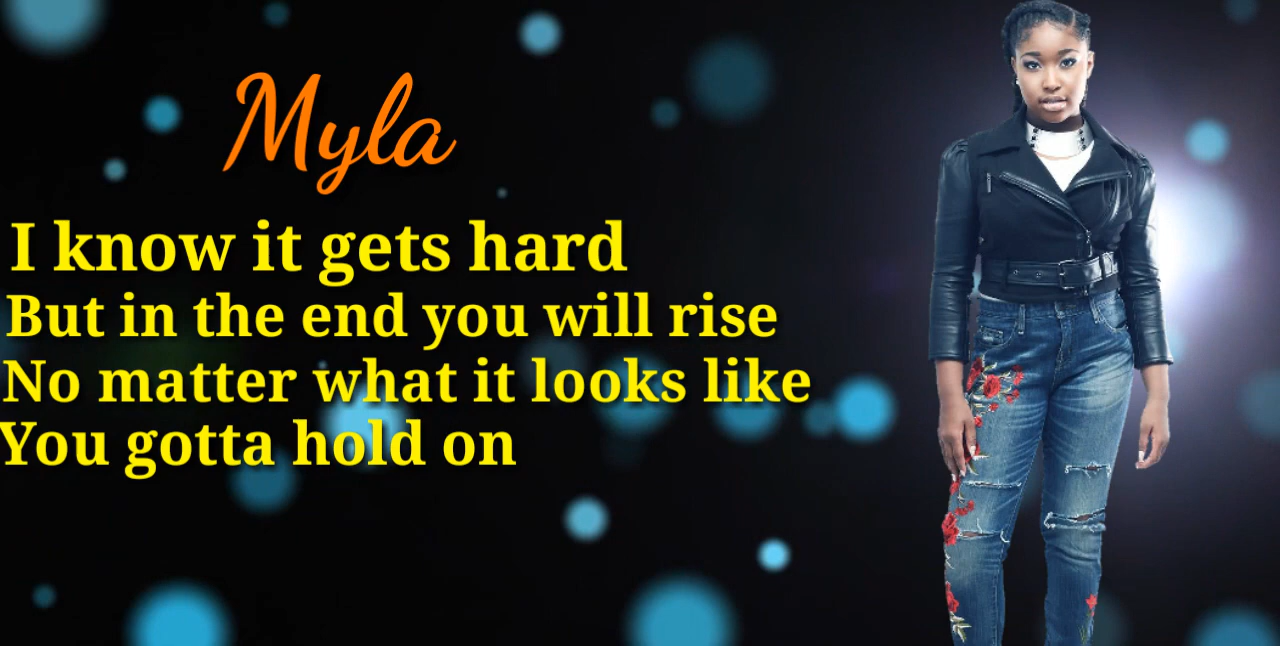 Myla
I know it gets hard
But in the end you will rise
No matter what it looks like
You gotta hold on